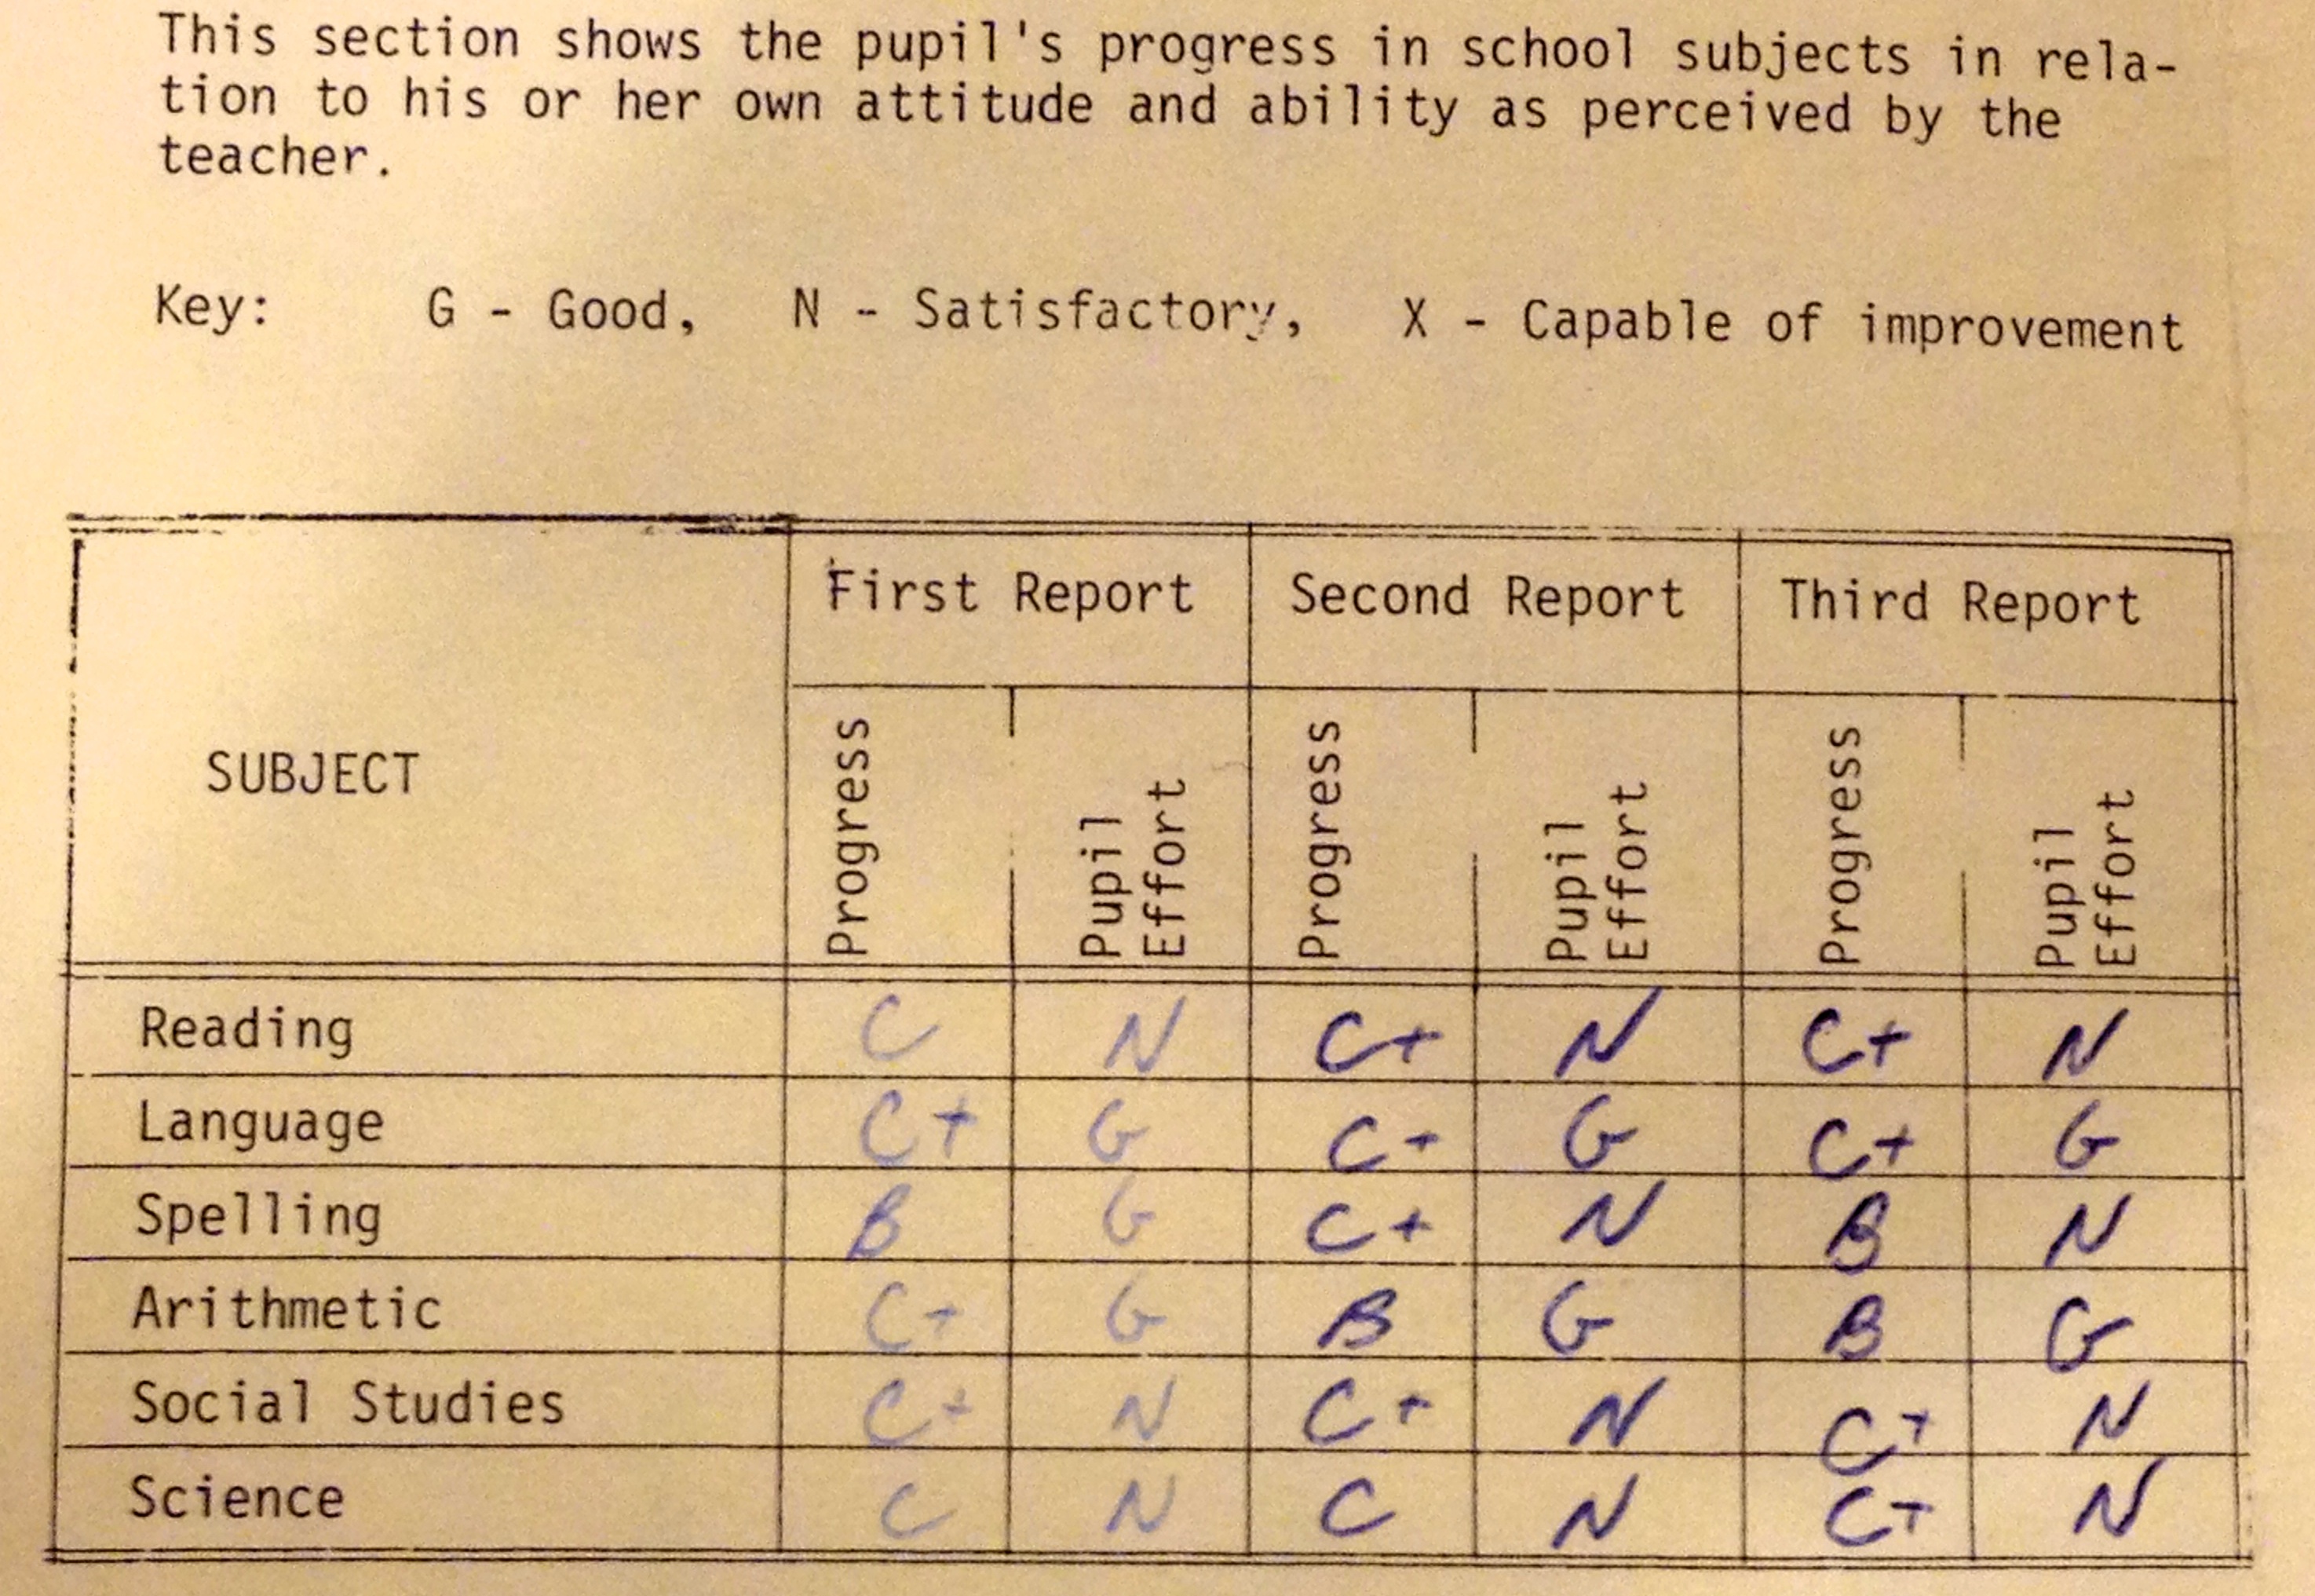 This section shows the pupil's progress in school subjects in rela-
tion to his or her own attitude and ability as perceived by the
teacher.
Key: G - Good, N - Satisfactory, X - Capable of improvement
First Report Second Report Third Report
SUBJECT Progress Pupil Effort Progress Pupil Effort Progress Pupil Effort
Reading C N C+ N C+ N
Language C+ G C+ G C+ G
Spelling B G C+ N B N
Arithmetic C+ G B G B G
Social Studies C+ N C+ N C+ N
Science C N C N C+ N